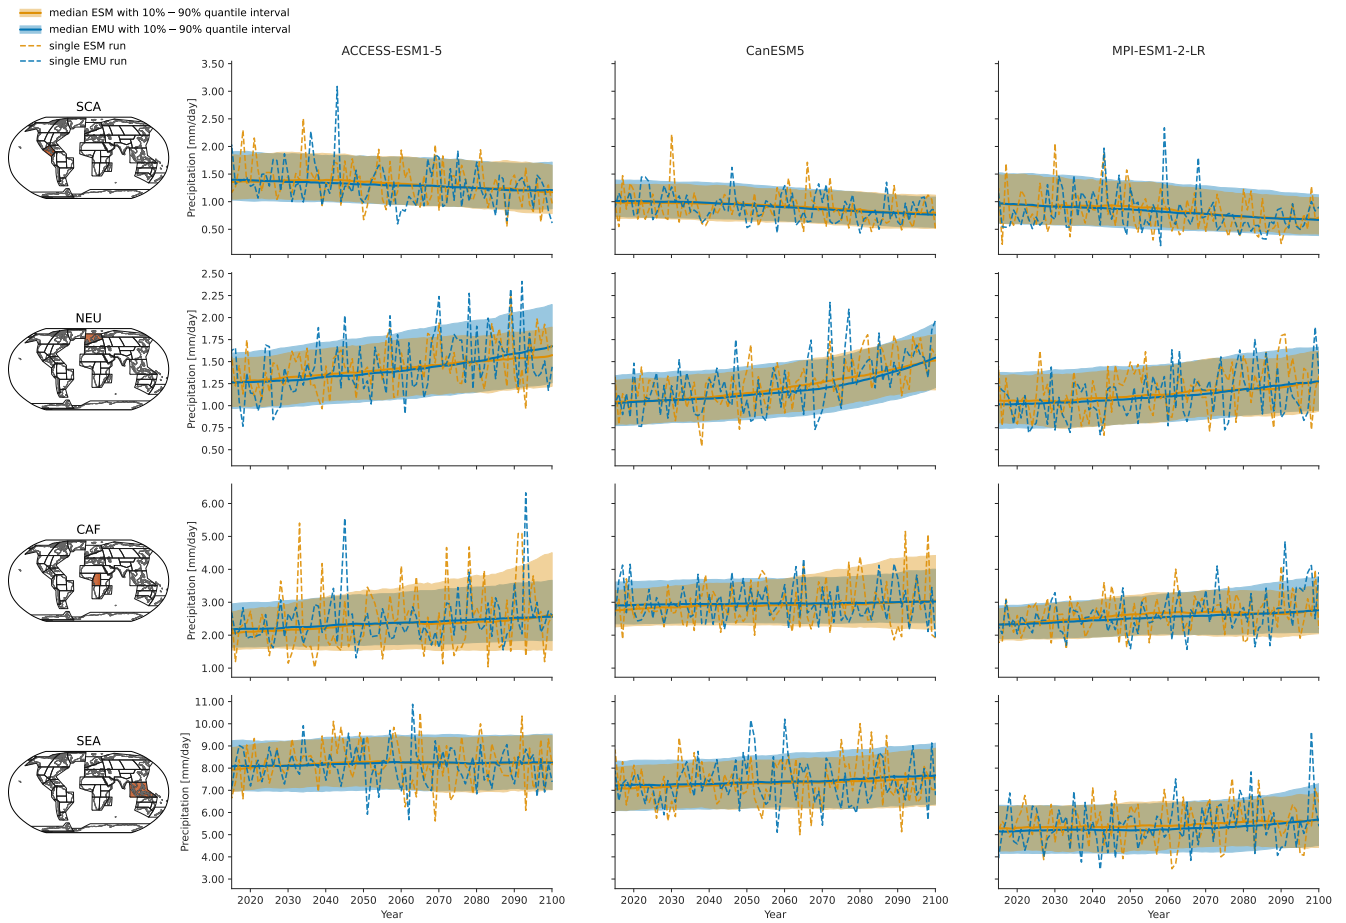 median ESM with 10% − 90% quantile interval
median EMU with 10% − 90% quantile interval
single ESM run
single EMU run
ACCESS-ESM1-5
CanESM5
MPI-ESM1-2-LR
SCA
Precipitation [mm/day]
3.50
3.00
2.50
2.00
1.50
1.00
0.50
NEU
Precipitation [mm/day]
2.50
2.25
2.00
1.75
1.50
1.25
1.00
0.75
0.50
CAF
Precipitation [mm/day]
6.00
5.00
4.00
3.00
2.00
1.00
SEA
Precipitation [mm/day]
11.00
10.00
9.00
8.00
7.00
6.00
5.00
4.00
3.00
2020 2030 2040 2050 2060 2070 2080 2090 2100
Year
2020 2030 2040 2050 2060 2070 2080 2090 2100
Year
2020 2030 2040 2050 2060 2070 2080 2090 2100
Year